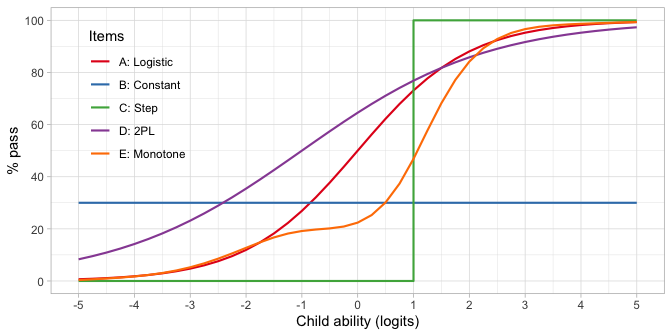 Items
A: Logistic
B: Constant
C: Step
D: 2PL
E: Monotone
% pass
100
80
60
40
20
0
-5 -4 -3 -2 -1 0 1 2 3 4 5
Child ability (logits)